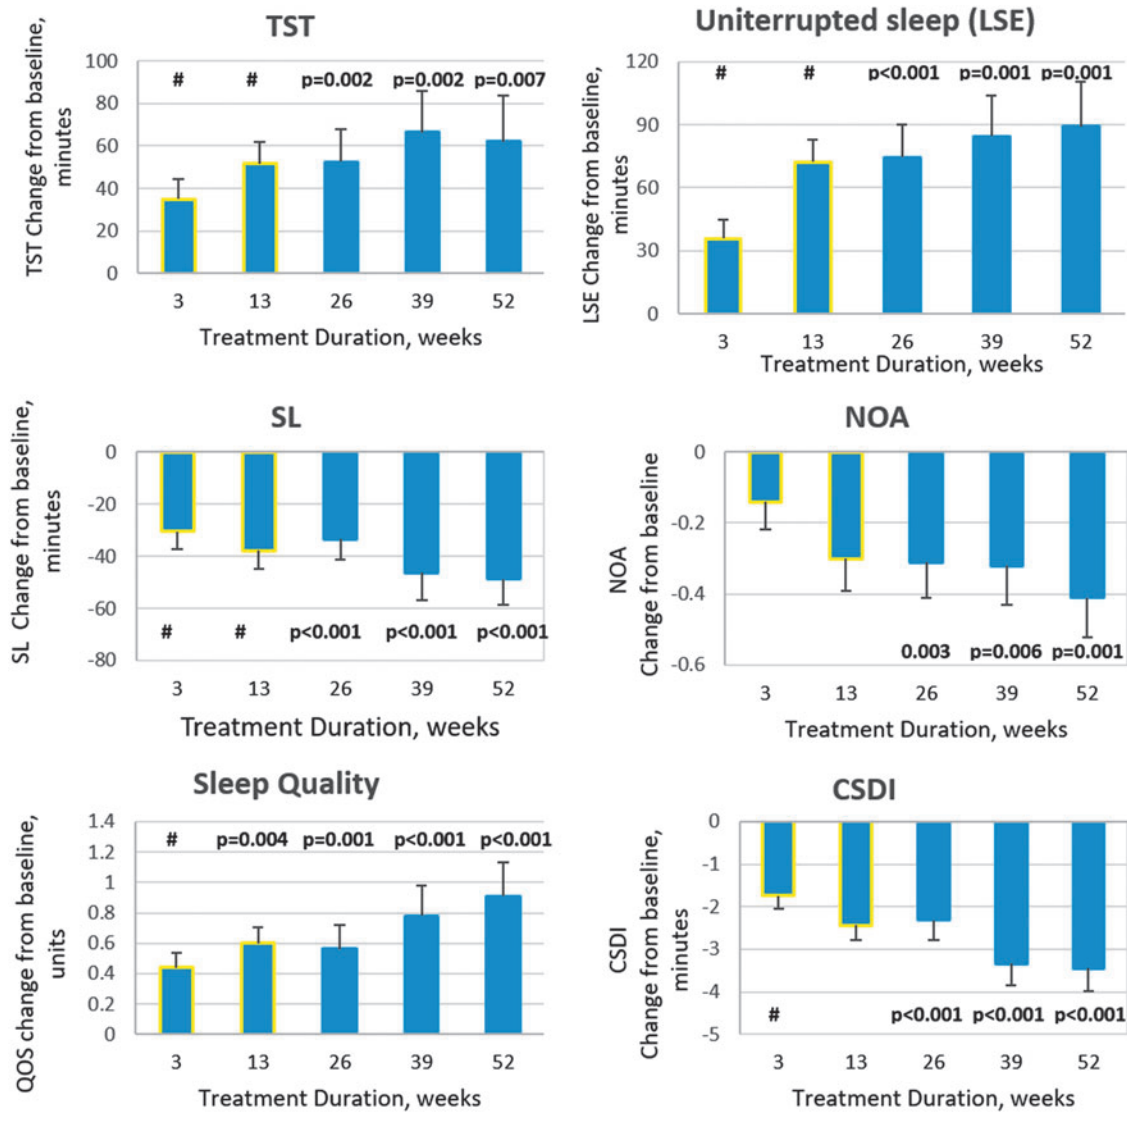 TST
TST Change from baseline,
minutes
100
80
60
40
20
0
# # p=0.002 p=0.002 p=0.007
3 13 26 39 52
Treatment Duration, weeks
Uniterrupted sleep (LSE)
LSE Change from baseline,
minutes
120
90
60
30
0
# # p<0.001 p=0.001 p=0.001
3 13 26 39 52
Treatment Duration, weeks
SL
SL Change from baseline,
minutes
0
-20
-40
-60
-80
# # p<0.001 p<0.001 p<0.001
3 13 26 39 52
Treatment Duration, weeks
NOA
NOA
Change from baseline
0
-0.2
-0.4
-0.6
0.003 p=0.006 p=0.001
3 13 26 39 52
Treatment Duration, weeks
Sleep Quality
QOS change from baseline,
units
1.4
1.2
1
0.8
0.6
0.4
0.2
0
# p=0.004 p=0.001 p<0.001 p<0.001
3 13 26 39 52
Treatment Duration, weeks
CSDI
CSDI
Change from baseline,
minutes
0
-1
-2
-3
-4
-5
# p<0.001 p<0.001 p<0.001
3 13 26 39 52
Treatment Duration, weeks